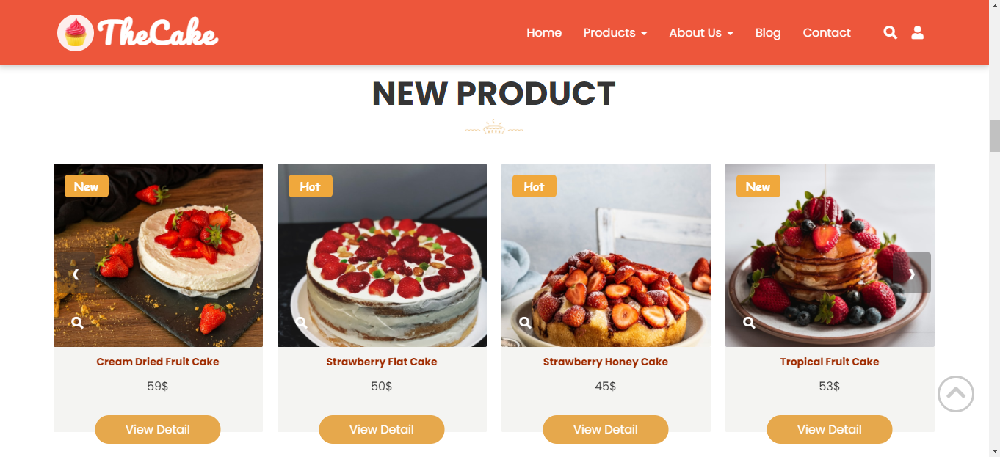 TheCake
Home Products About Us Blog Contact
NEW PRODUCT
New
Hot
Hot
New
Cream Dried Fruit Cake
Strawberry Flat Cake
Strawberry Honey Cake
Tropical Fruit Cake
59$
50$
45$
53$
View Detail
View Detail
View Detail
View Detail